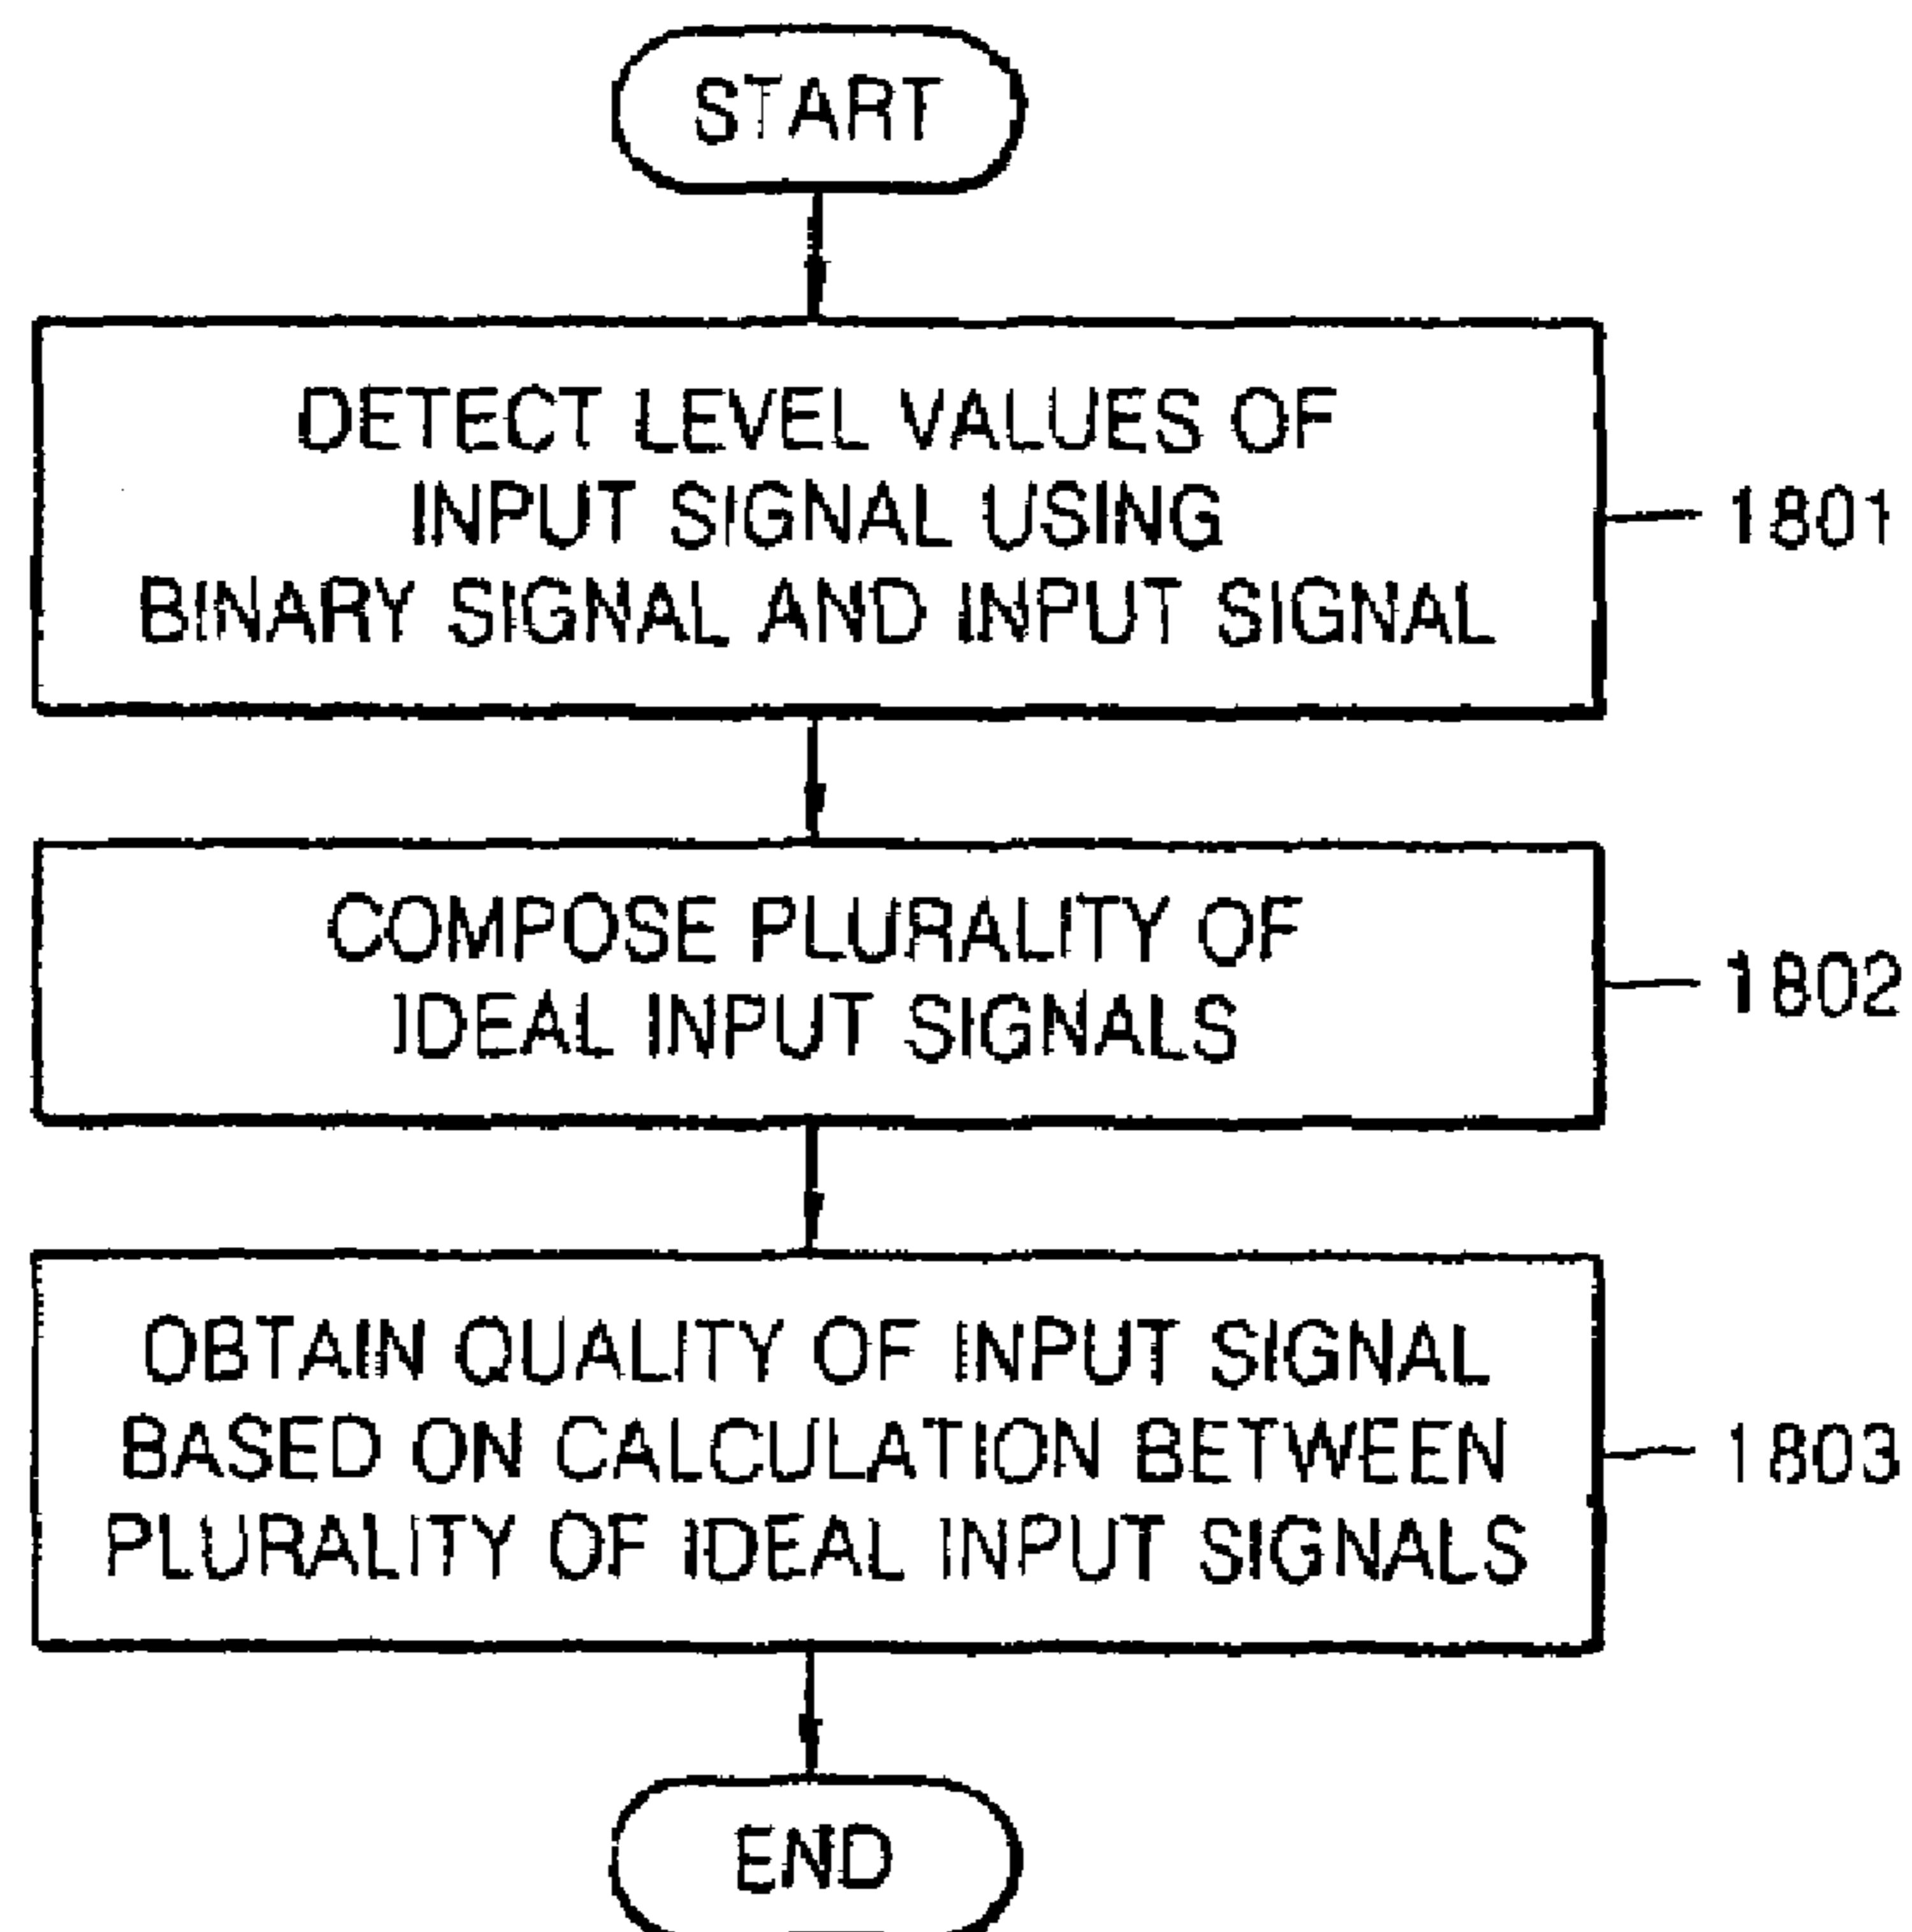 START
DETECT LEVEL VALUES OF
INPUT SIGNAL USING
BINARY SIGNAL AND INPUT SIGNAL
1801
COMPOSE PLURALITY OF
IDEAL INPUT SIGNALS
1802
OBTAIN QUALITY OF INPUT SIGNAL
BASED ON CALCULATION BETWEEN
PLURALITY OF IDEAL INPUT SIGNALS
1803
END